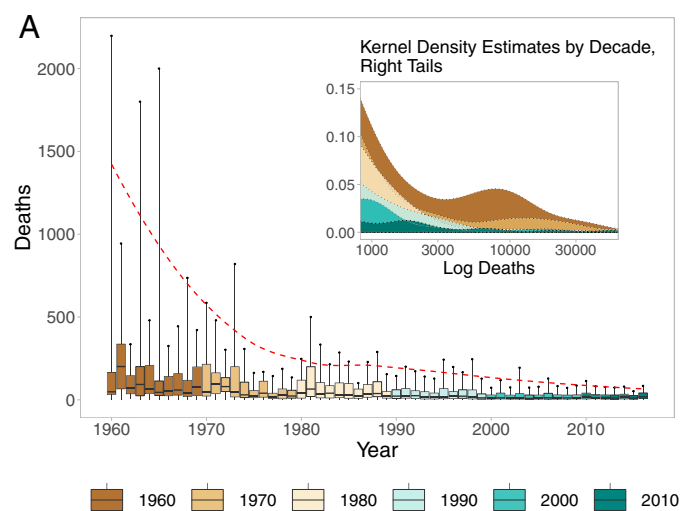 A
Kernel Density Estimates by Decade,
Right Tails
0.15
0.10
0.05
0.00
1000 3000 10000 30000
Log Deaths
Deaths
2000
1500
1000
500
0
1960 1970 1980 1990 2000 2010
Year
1960 1970 1980 1990 2000 2010